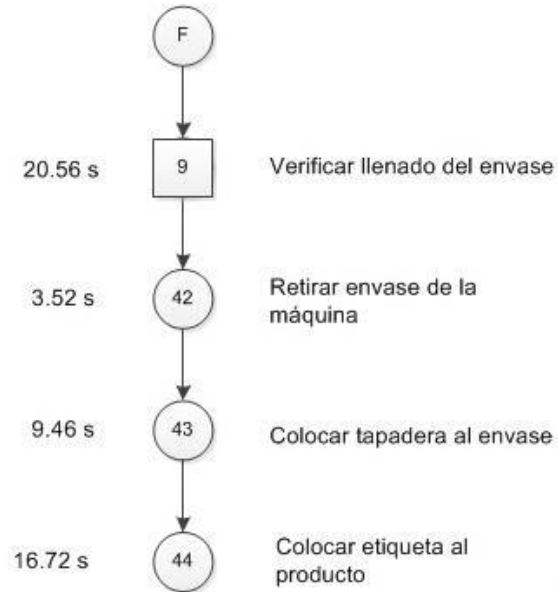 F
20.56 s
9
Verificar llenado del envase
3.52 s
42
Retirar envase de la
máquina
9.46 s
43
Colocar tapadera al envase
16.72 s
44
Colocar etiqueta al
producto